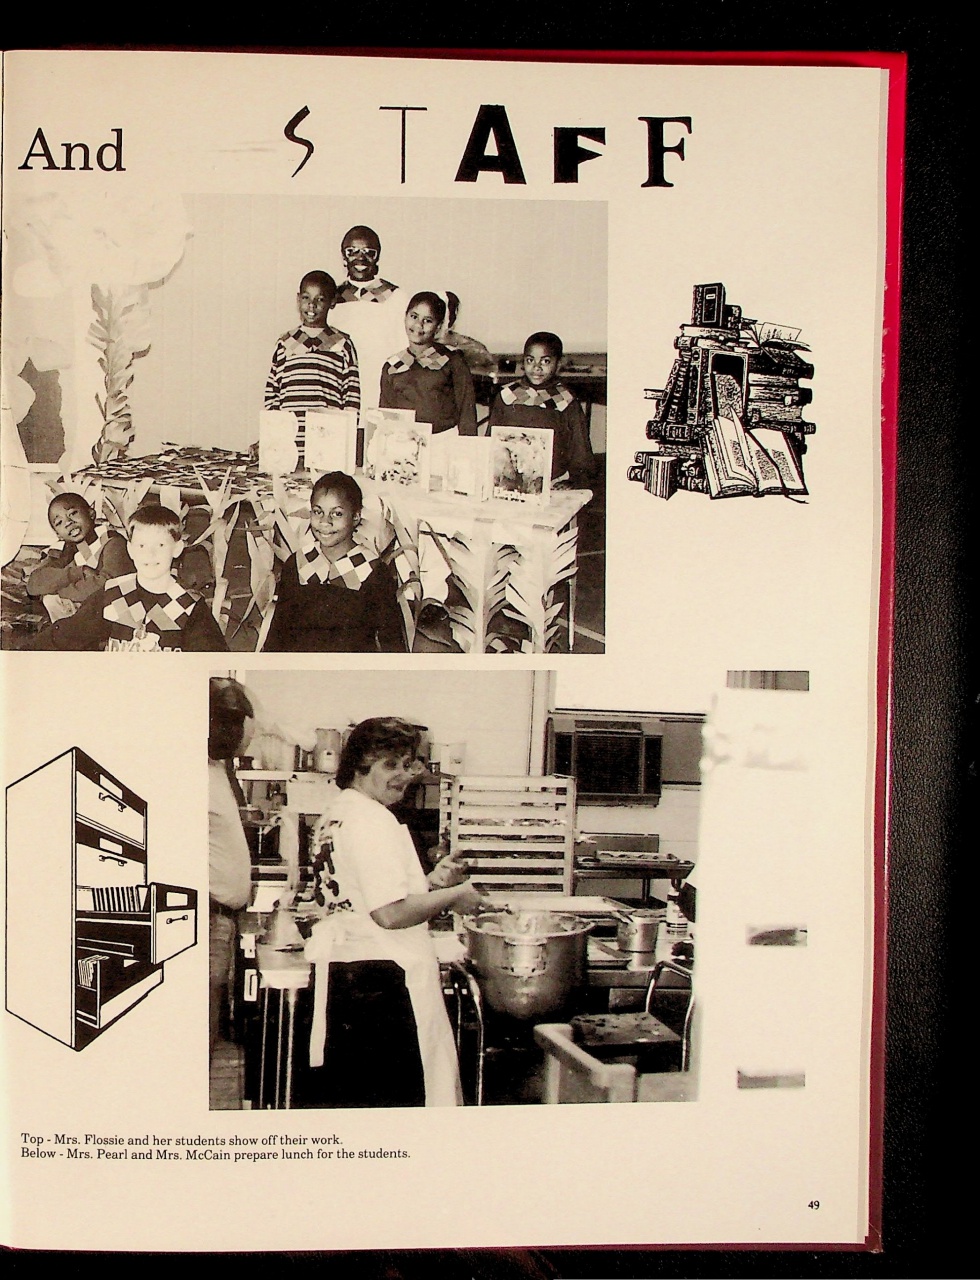 And STAFF
Top - Mrs. Flossie and her students show off their work.
Below - Mrs. Pearl and Mrs. McCain prepare lunch for the students.
49